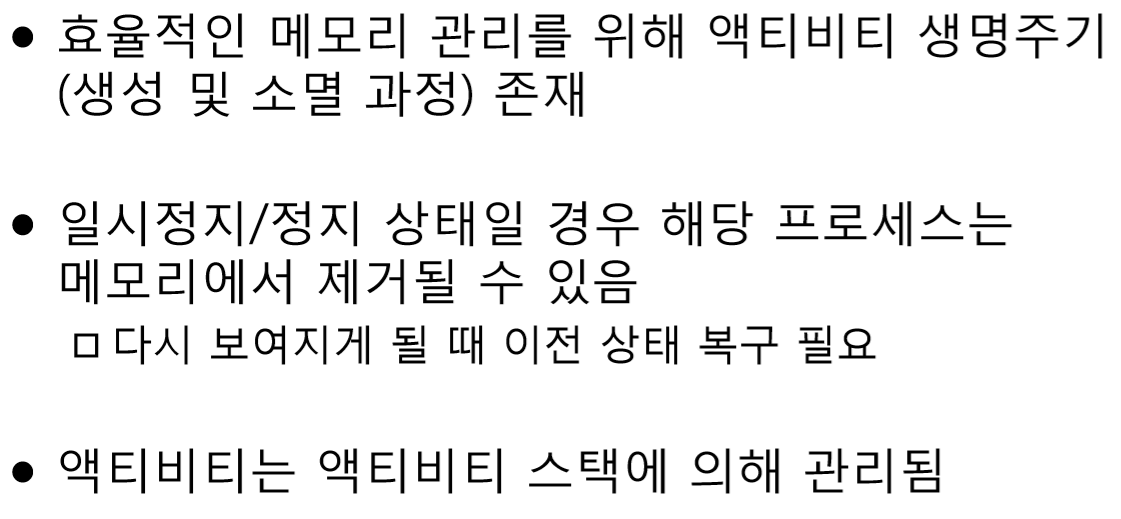 ● 효율적인 메모리 관리를 위해 액티비티 생명주기
(생성 및 소멸 과정) 존재
● 일시정지/정지 상태일 경우 해당 프로세스는
메모리에서 제거될 수 있음
□ 다시 보여지게 될 때 이전 상태 복구 필요
● 액티비티는 액티비티 스택에 의해 관리됨